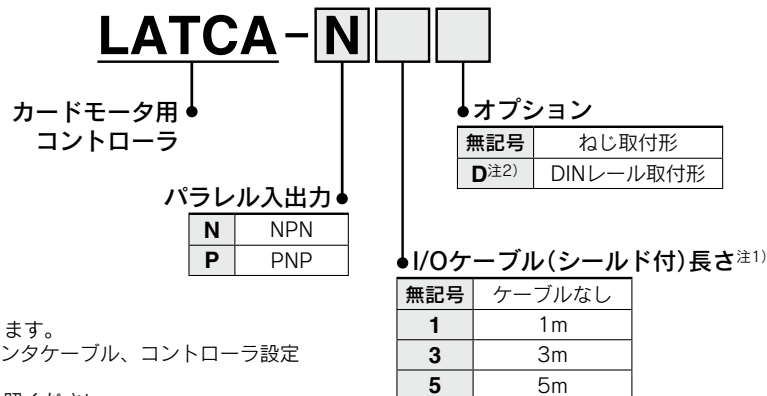 LATCA-N
カードモータ用
コントローラ
オプション
無記号 ねじ取付形
D注2) DINレール取付形
パラレル入出力
N NPN
P PNP
I/Oケーブル(シールド付)長さ注1)
無記号 ケーブルなし
1 1m
3 3m
5 5m
ます。
ンタケーブル、コントローラ設定